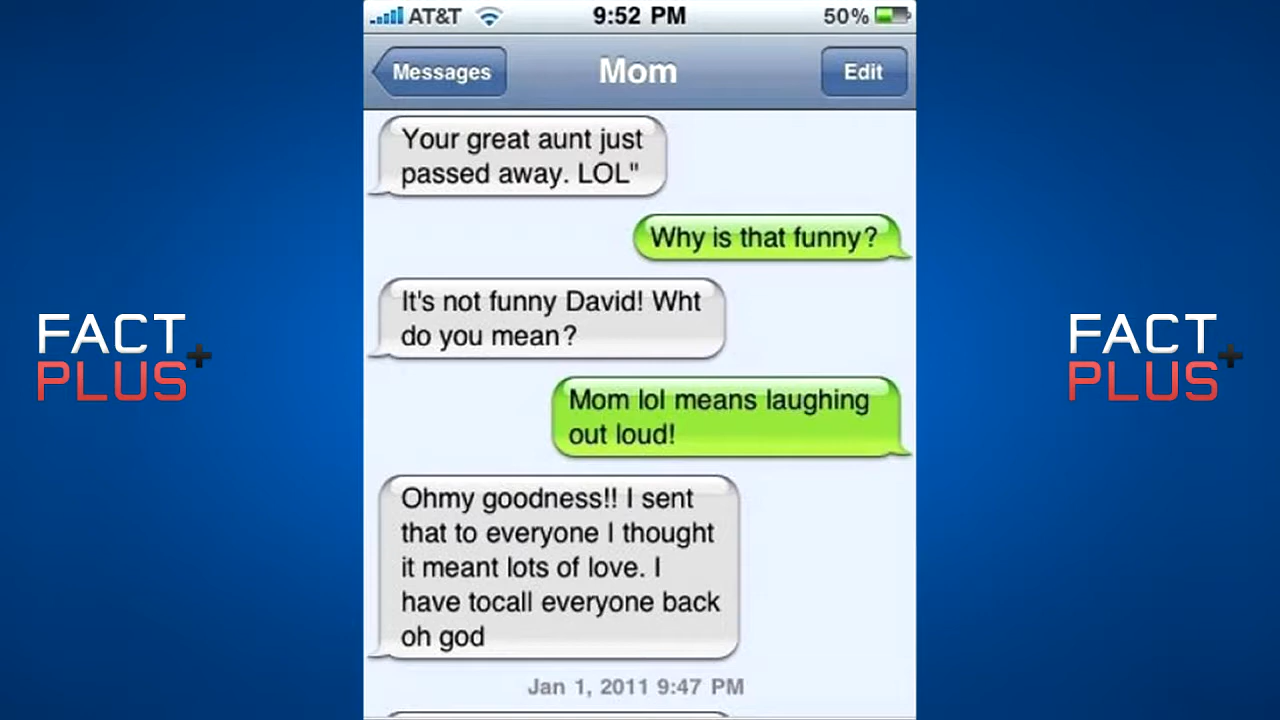 AT&T 9:52 PM 50%
Messages Mom Edit
Your great aunt just
passed away. LOL"
Why is that funny?
It's not funny David! Wht
do you mean?
Mom lol means laughing
out loud!
Ohmy goodness!! I sent
that to everyone I thought
it meant lots of love. I
have tocall everyone back
oh god
Jan 1, 2011 9:47 PM
FACT
PLUS+
FACT
PLUS+